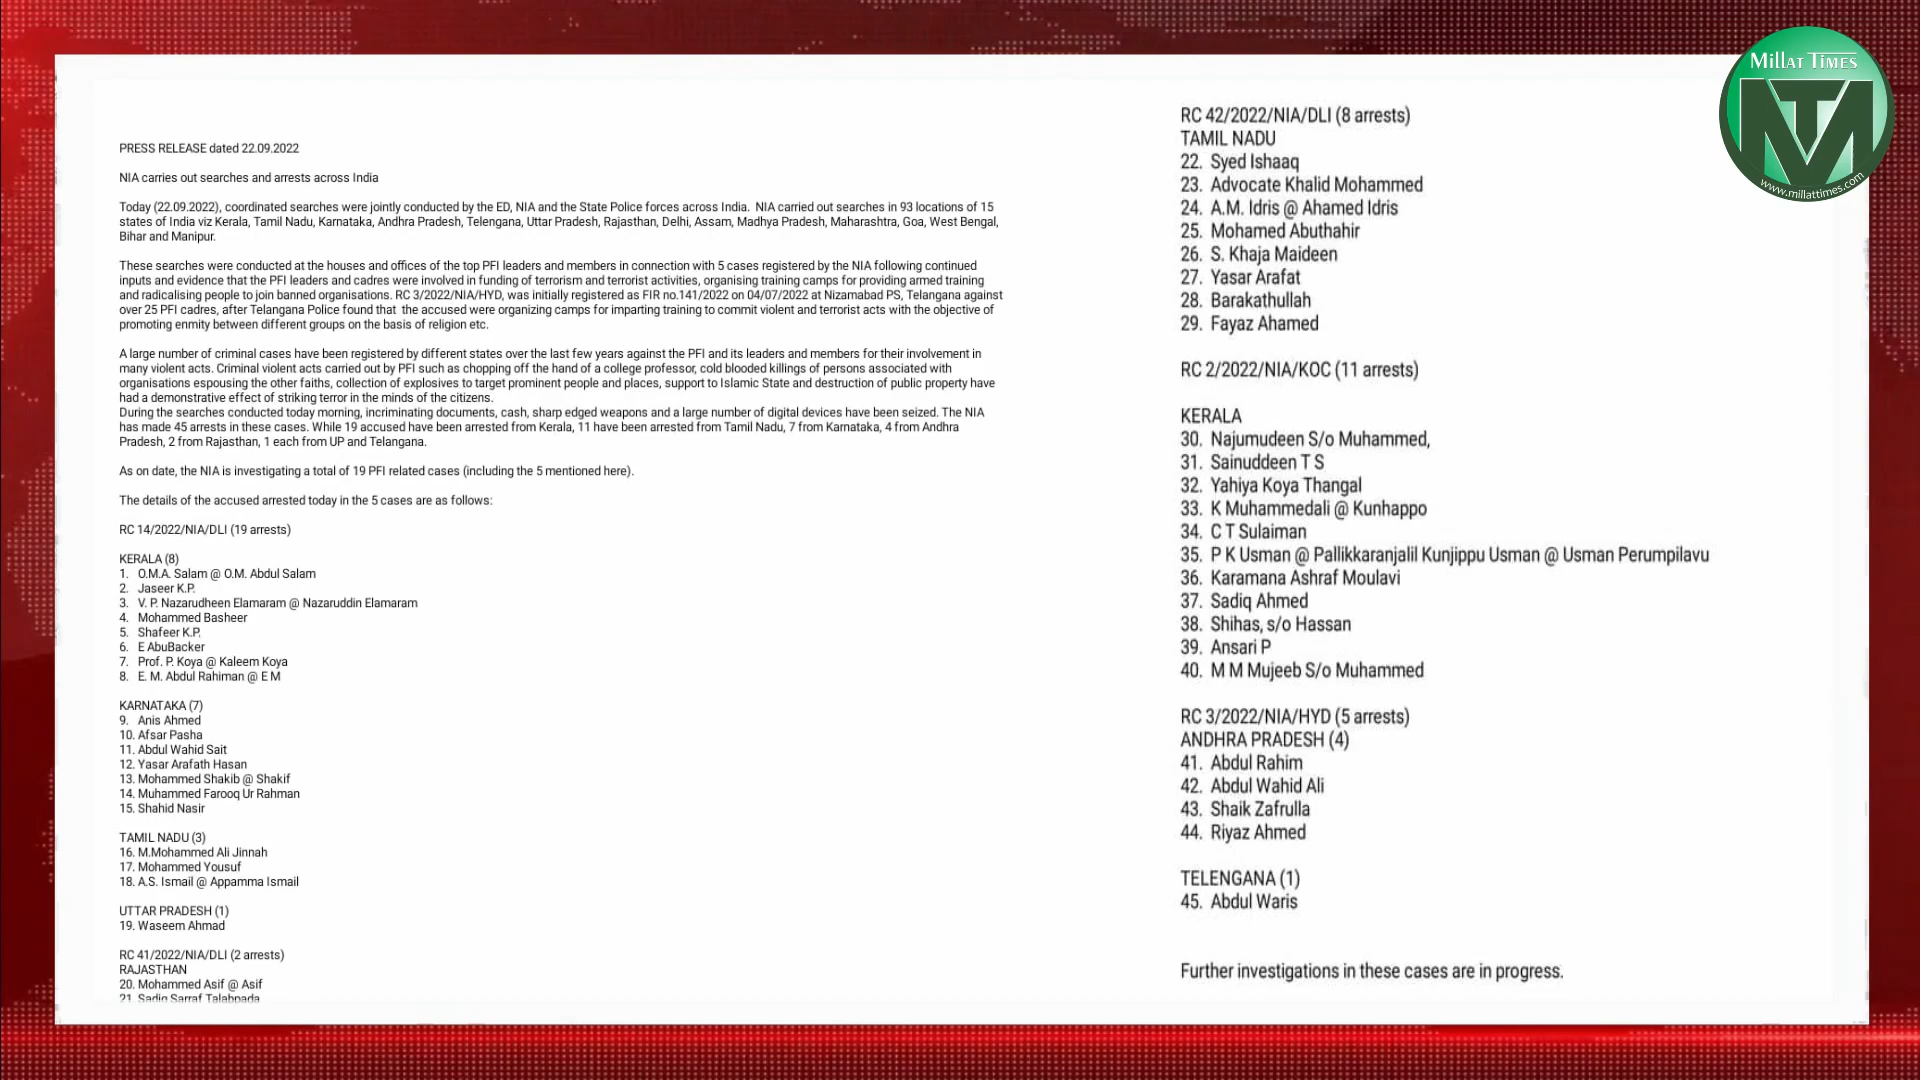 PRESS RELEASE dated 22.09.2022
NIA carries out searches and arrests across India
Today (22.09.2022), coordinated searches were jointly conducted by the ED, NIA and the State Police forces across India. NIA carried out searches in 93 locations of 15
states of India viz Kerala, Tamil Nadu, Karnataka, Andhra Pradesh, Telengana, Uttar Pradesh, Rajasthan, Delhi, Assam, Madhya Pradesh, Maharashtra, Goa, West Bengal,
Bihar and Manipur.
These searches were conducted at the houses and offices of the top PFI leaders and members in connection with 5 cases registered by the NIA following continued
inputs and evidence that the PFI leaders and cadres were involved in funding of terrorism and terrorist activities, organising training camps for providing armed training
and radicalising people to join banned organisations. RC 3/2022/NIA/HYD, was initially registered as FIR no.141/2022 on 04/07/2022 at Nizamabad PS, Telangana against
over 25 PFI cadres, after Telangana Police found that the accused were organizing camps for imparting training to commit violent and terrorist acts with the objective of
promoting enmity between different groups on the basis of religion etc.
A large number of criminal cases have been registered by different states over the last few years against the PFI and its leaders and members for their involvement in
many violent acts. Criminal violent acts carried out by PFI such as chopping off the hand of a college professor, cold blooded killings of persons associated with
organisations espousing the other faiths, collection of explosives to target prominent people and places, support to Islamic State and destruction of public property have
had a demonstrative effect of striking terror in the minds of the citizens.
During the searches conducted today morning, incriminating documents, cash, sharp edged weapons and a large number of digital devices have been seized. The NIA
has made 45 arrests in these cases. While 19 accused have been arrested from Kerala, 11 have been arrested from Tamil Nadu, 7 from Karnataka, 4 from Andhra
Pradesh, 2 from Rajasthan, 1 each from UP and Telangana.
As on date, the NIA is investigating a total of 19 PFI related cases (including the 5 mentioned here).
The details of the accused arrested today in the 5 cases are as follows:
RC 14/2022/NIA/DLI (19 arrests)
KERALA (8)
1. O.M.A. Salam @ O.M. Abdul Salam
2. Jaseer K.P.
3. V. P. Nazarudheen Elamaram @ Nazaruddin Elamaram
4. Mohammed Basheer
5. Shafeer K.P.
6. E AbuBacker
7. Prof. P. Koya @ Kaleem Koya
8. E. M. Abdul Rahiman @ E M
KARNATAKA (7)
9. Anis Ahmed
10. Afsar Pasha
11. Abdul Wahid Sait
12. Yasar Arafath Hasan
13. Mohammed Shakib @ Shakif
14. Muhammed Farooq Ur Rahman
15. Shahid Nasir
TAMIL NADU (3)
16. M.Mohammed Ali Jinnah
17. Mohammed Yousuf
18. A.S. Ismail @ Appamma Ismail
UTTAR PRADESH (1)
19. Waseem Ahmad
RC 41/2022/NIA/DLI (2 arrests)
RAJASTHAN
20. Mohammed Asif @ Asif
21. Sadiq Sarraf Talabpada
RC 42/2022/NIA/DLI (8 arrests)
TAMIL NADU
22. Syed Ishaaq
23. Advocate Khalid Mohammed
24. A.M. Idris @ Ahamed Idris
25. Mohamed Abuthahir
26. S. Khaja Maideen
27. Yasar Arafat
28. Barakathullah
29. Fayaz Ahamed
RC 2/2022/NIA/KOC (11 arrests)
KERALA
30. Najumudeen S/o Muhammed,
31. Sainuddeen T S
32. Yahiya Koya Thangal
33. K Muhammedali @ Kunhappo
34. C T Sulaiman
35. P K Usman @ Pallikkaranjalil Kunjippu Usman @ Usman Perumpilavu
36. Karamana Ashraf Moulavi
37. Sadiq Ahmed
38. Shihas, s/o Hassan
39. Ansari P
40. M M Mujeeb S/o Muhammed
RC 3/2022/NIA/HYD (5 arrests)
ANDHRA PRADESH (4)
41. Abdul Rahim
42. Abdul Wahid Ali
43. Shaik Zafrulla
44. Riyaz Ahmed
TELENGANA (1)
45. Abdul Waris
Further investigations in these cases are in progress.
Millat Times
MT
www.millattimes.com